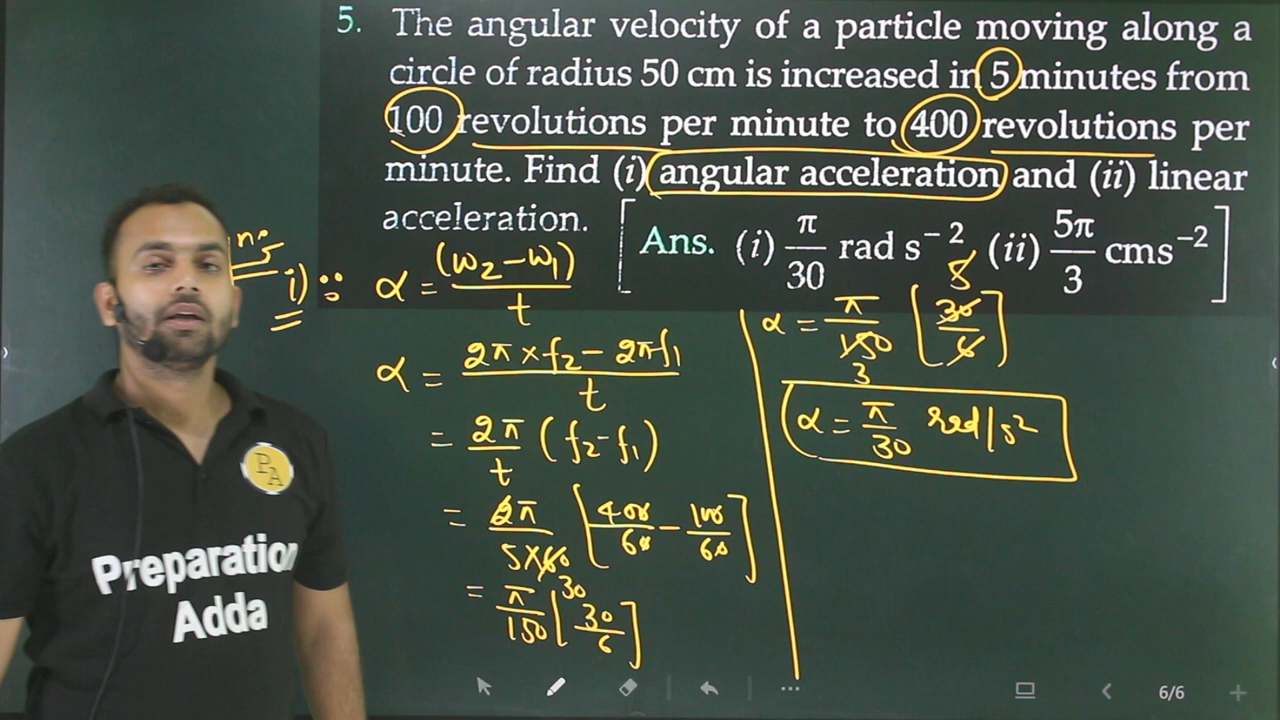 5. The angular velocity of a particle moving along a
circle of radius 50 cm is increased in 5 minutes from
100 revolutions per minute to 400 revolutions per
minute. Find (i) angular acceleration and (ii) linear
acceleration.
[Ans. (i) π/30 rad s⁻², (ii) 5π/3 cms⁻²]
i) ∴ α = (ω₂-ω₁)/t
α = (2π×f₂ - 2πf₁)/t
= 2π/t (f₂-f₁)
= 2π/(5×60) [400/60 - 100/60]
30
= π/150 [30/6]
5
α = π/150 [30/6]
3
α = π/30 rad/s²
PA
Preparation
Adda
6/6